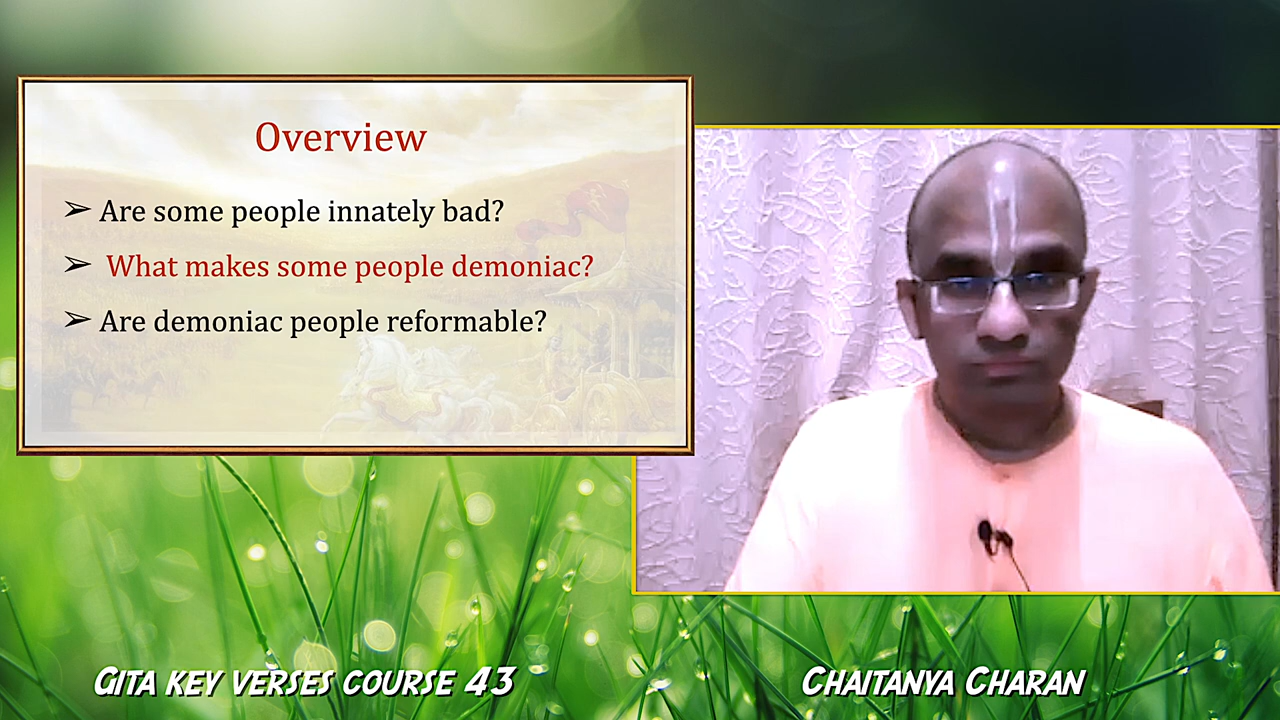 Overview
➢ Are some people innately bad?
➢ What makes some people demoniac?
➢ Are demoniac people reformable?
Gita key verses course 43
Chaitanya Charan